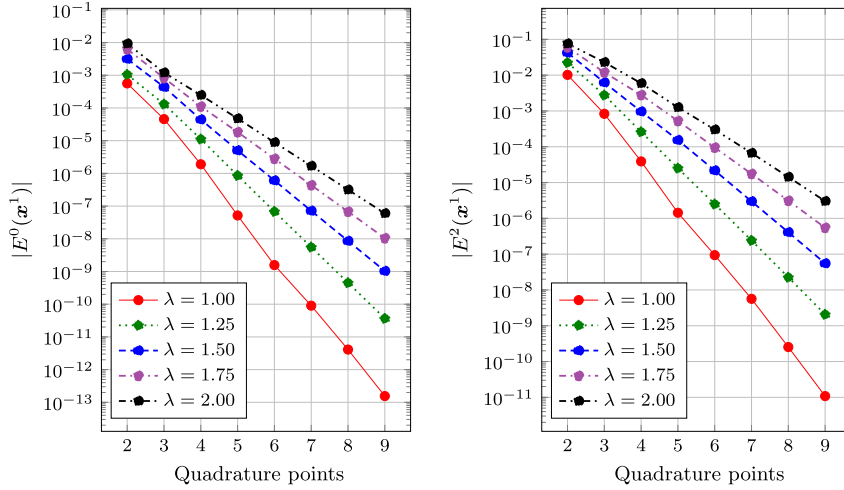 10^{-1}
10^{-2}
10^{-3}
10^{-4}
10^{-5}
10^{-6}
10^{-7}
10^{-8}
10^{-9}
10^{-10}
10^{-11}
10^{-12}
10^{-13}
|E^0(x^1)|
λ = 1.00
λ = 1.25
λ = 1.50
λ = 1.75
λ = 2.00
2 3 4 5 6 7 8 9
Quadrature points
10^{-1}
10^{-2}
10^{-3}
10^{-4}
10^{-5}
10^{-6}
10^{-7}
10^{-8}
10^{-9}
10^{-10}
10^{-11}
|E^2(x^1)|
λ = 1.00
λ = 1.25
λ = 1.50
λ = 1.75
λ = 2.00
2 3 4 5 6 7 8 9
Quadrature points